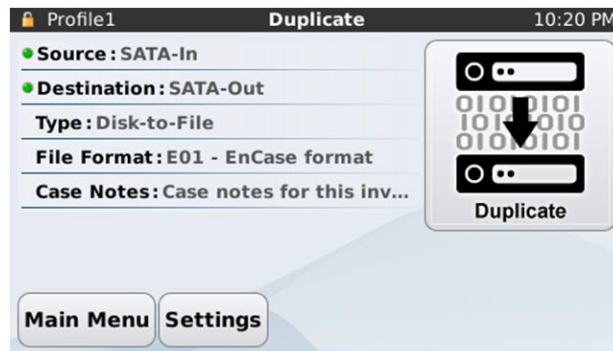 Profile1 Duplicate 10:20 PM
Source: SATA-In
Destination: SATA-Out
Type: Disk-to-File
File Format: E01 - EnCase format
Case Notes: Case notes for this inv...
01010101
Duplicate
Main Menu Settings